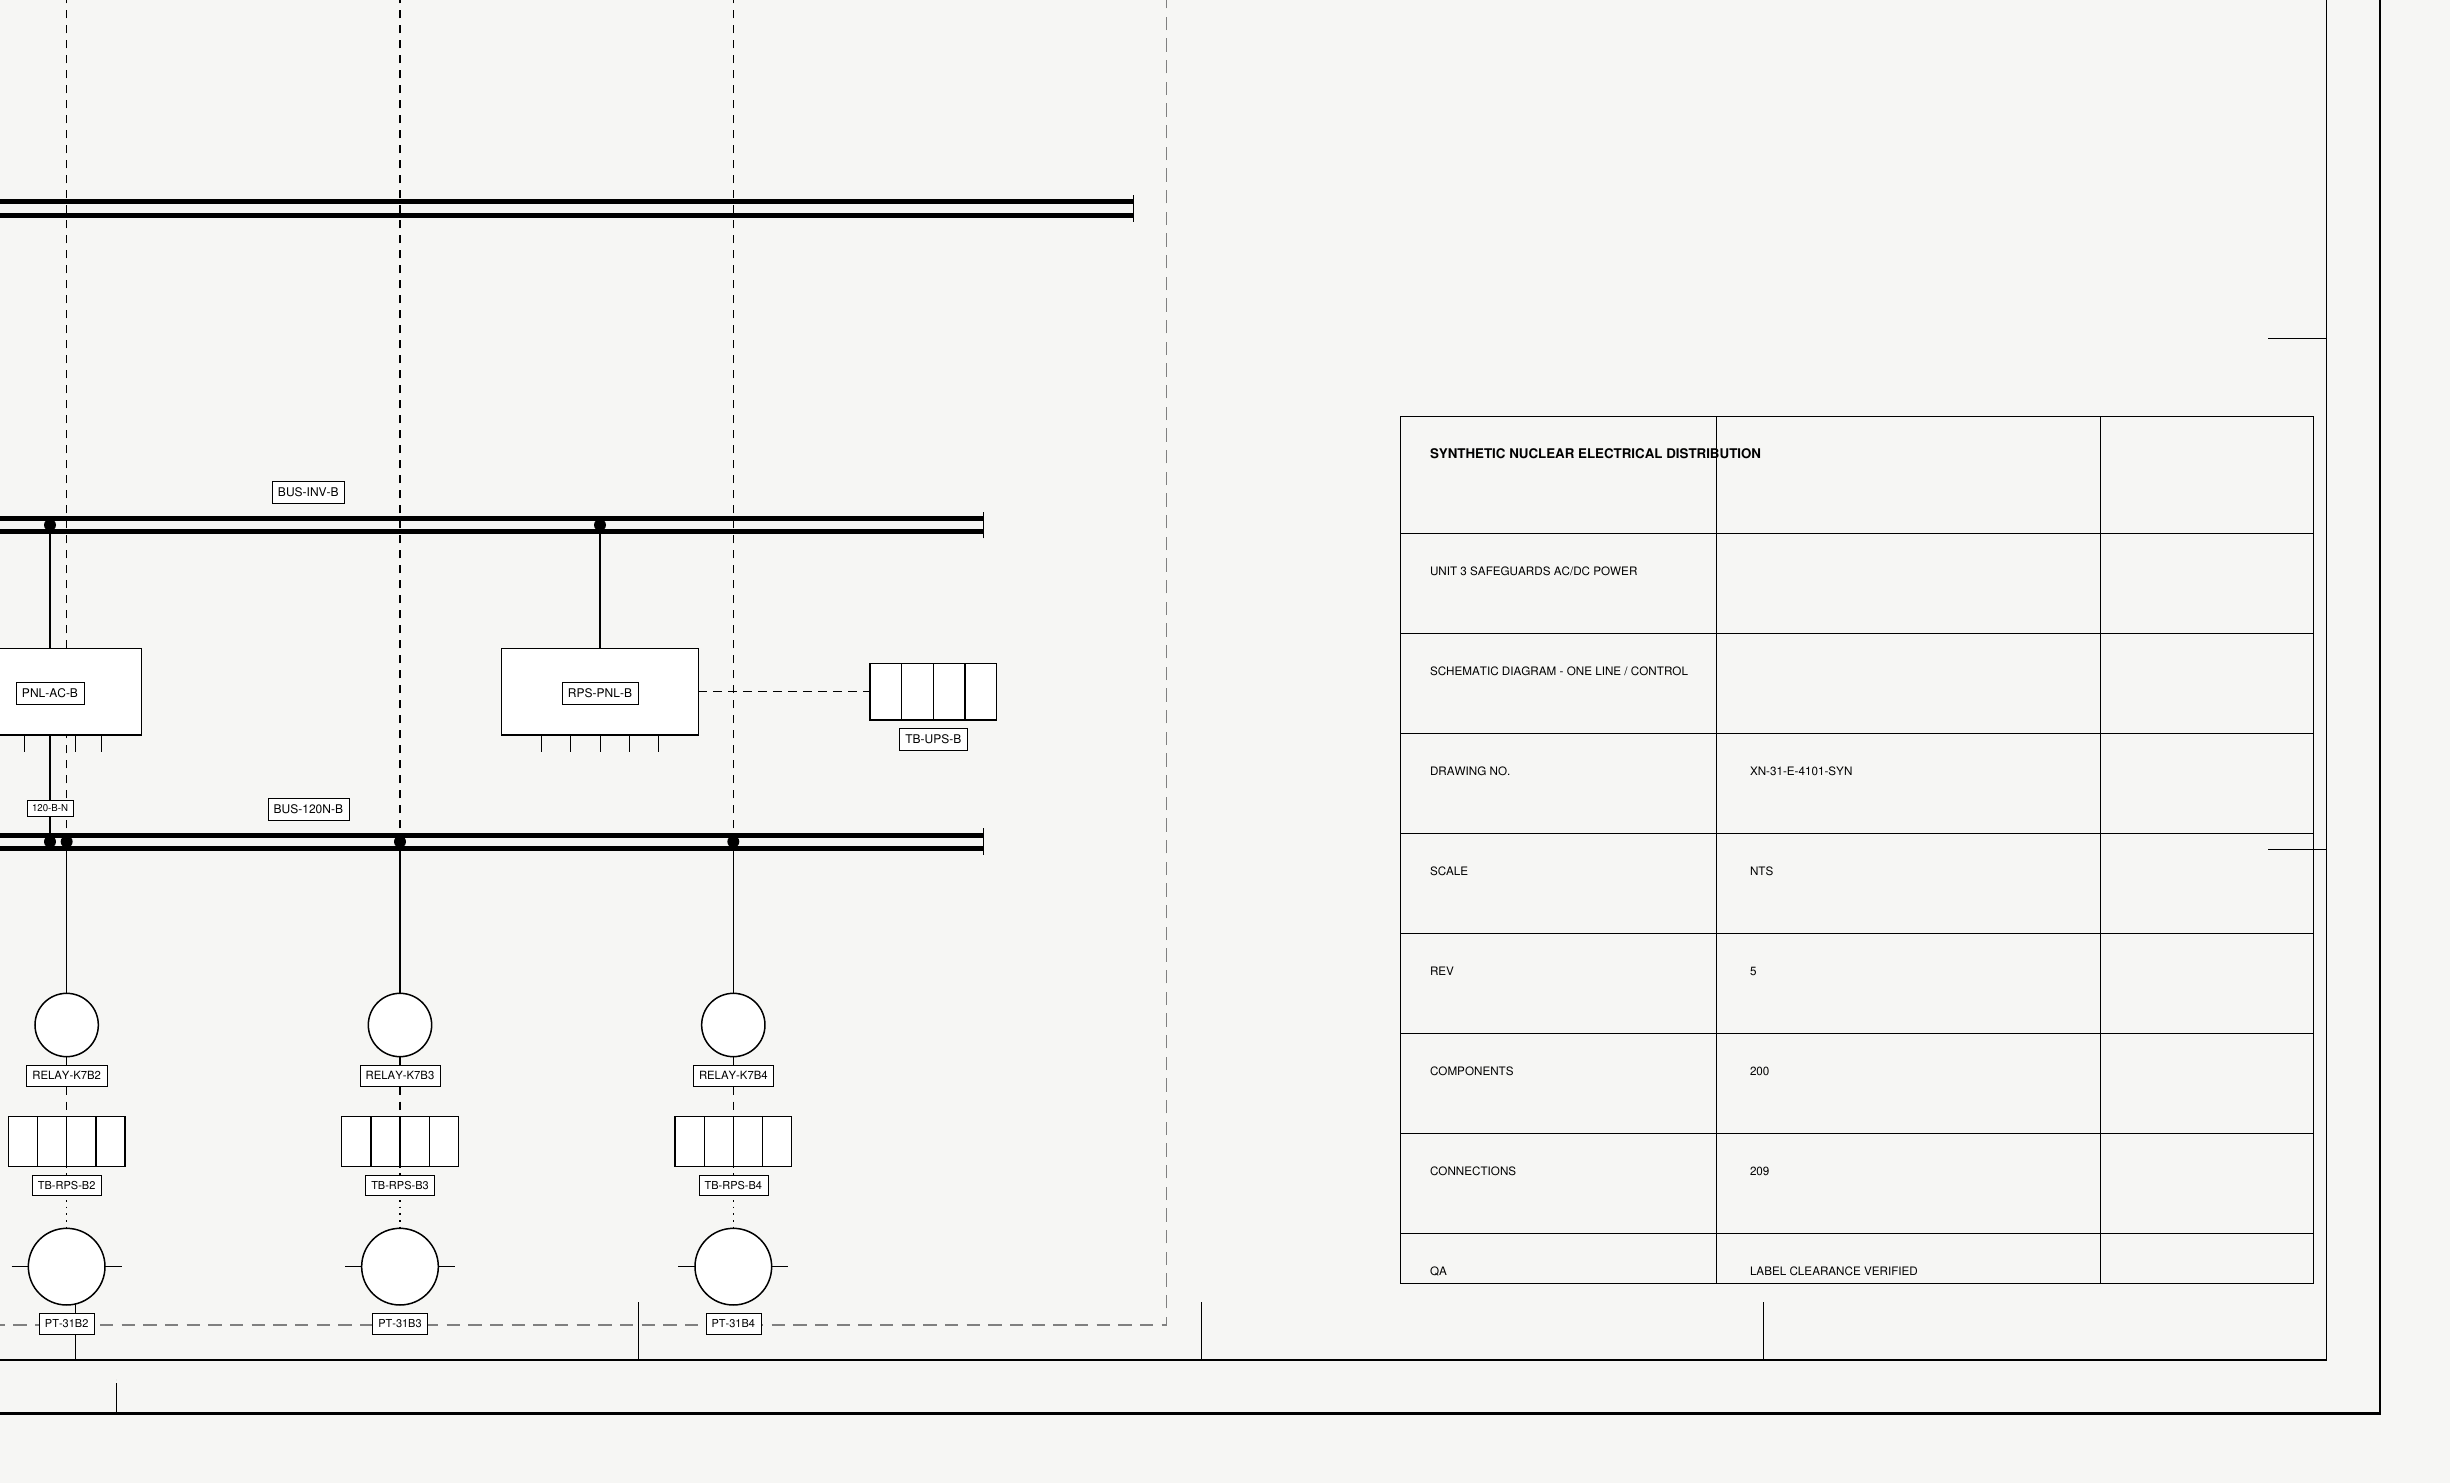 BUS-INV-B
PNL-AC-B
RPS-PNL-B
TB-UPS-B
120-B-N
BUS-120N-B
RELAY-K7B2
RELAY-K7B3
RELAY-K7B4
TB-RPS-B2
TB-RPS-B3
TB-RPS-B4
PT-31B2
PT-31B3
PT-31B4
SYNTHETIC NUCLEAR ELECTRICAL DISTRIBUTION
UNIT 3 SAFEGUARDS AC/DC POWER
SCHEMATIC DIAGRAM - ONE LINE / CONTROL
DRAWING NO. XN-31-E-4101-SYN
SCALE NTS
REV 5
COMPONENTS 200
CONNECTIONS 209
QA LABEL CLEARANCE VERIFIED